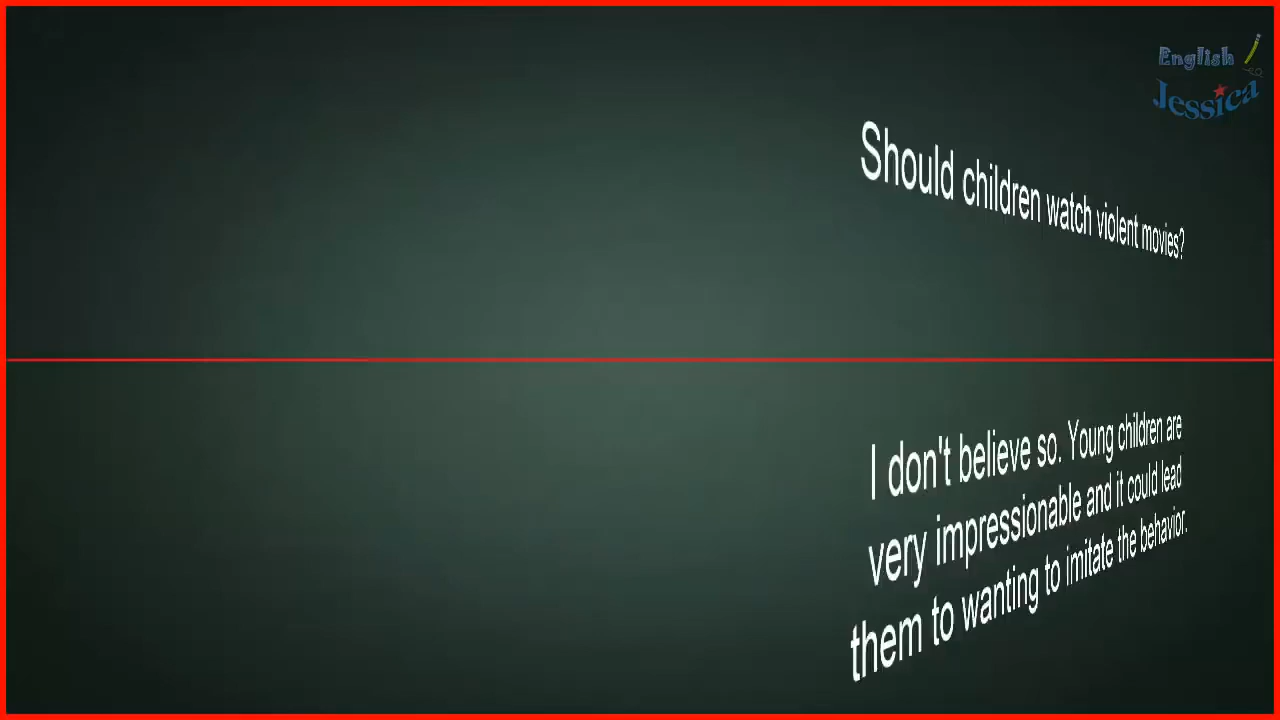 English
Jessica
Should children watch violent movies?
I don't believe so. Young children are
very impressionable and it could lead
them to wanting to imitate the behavior.